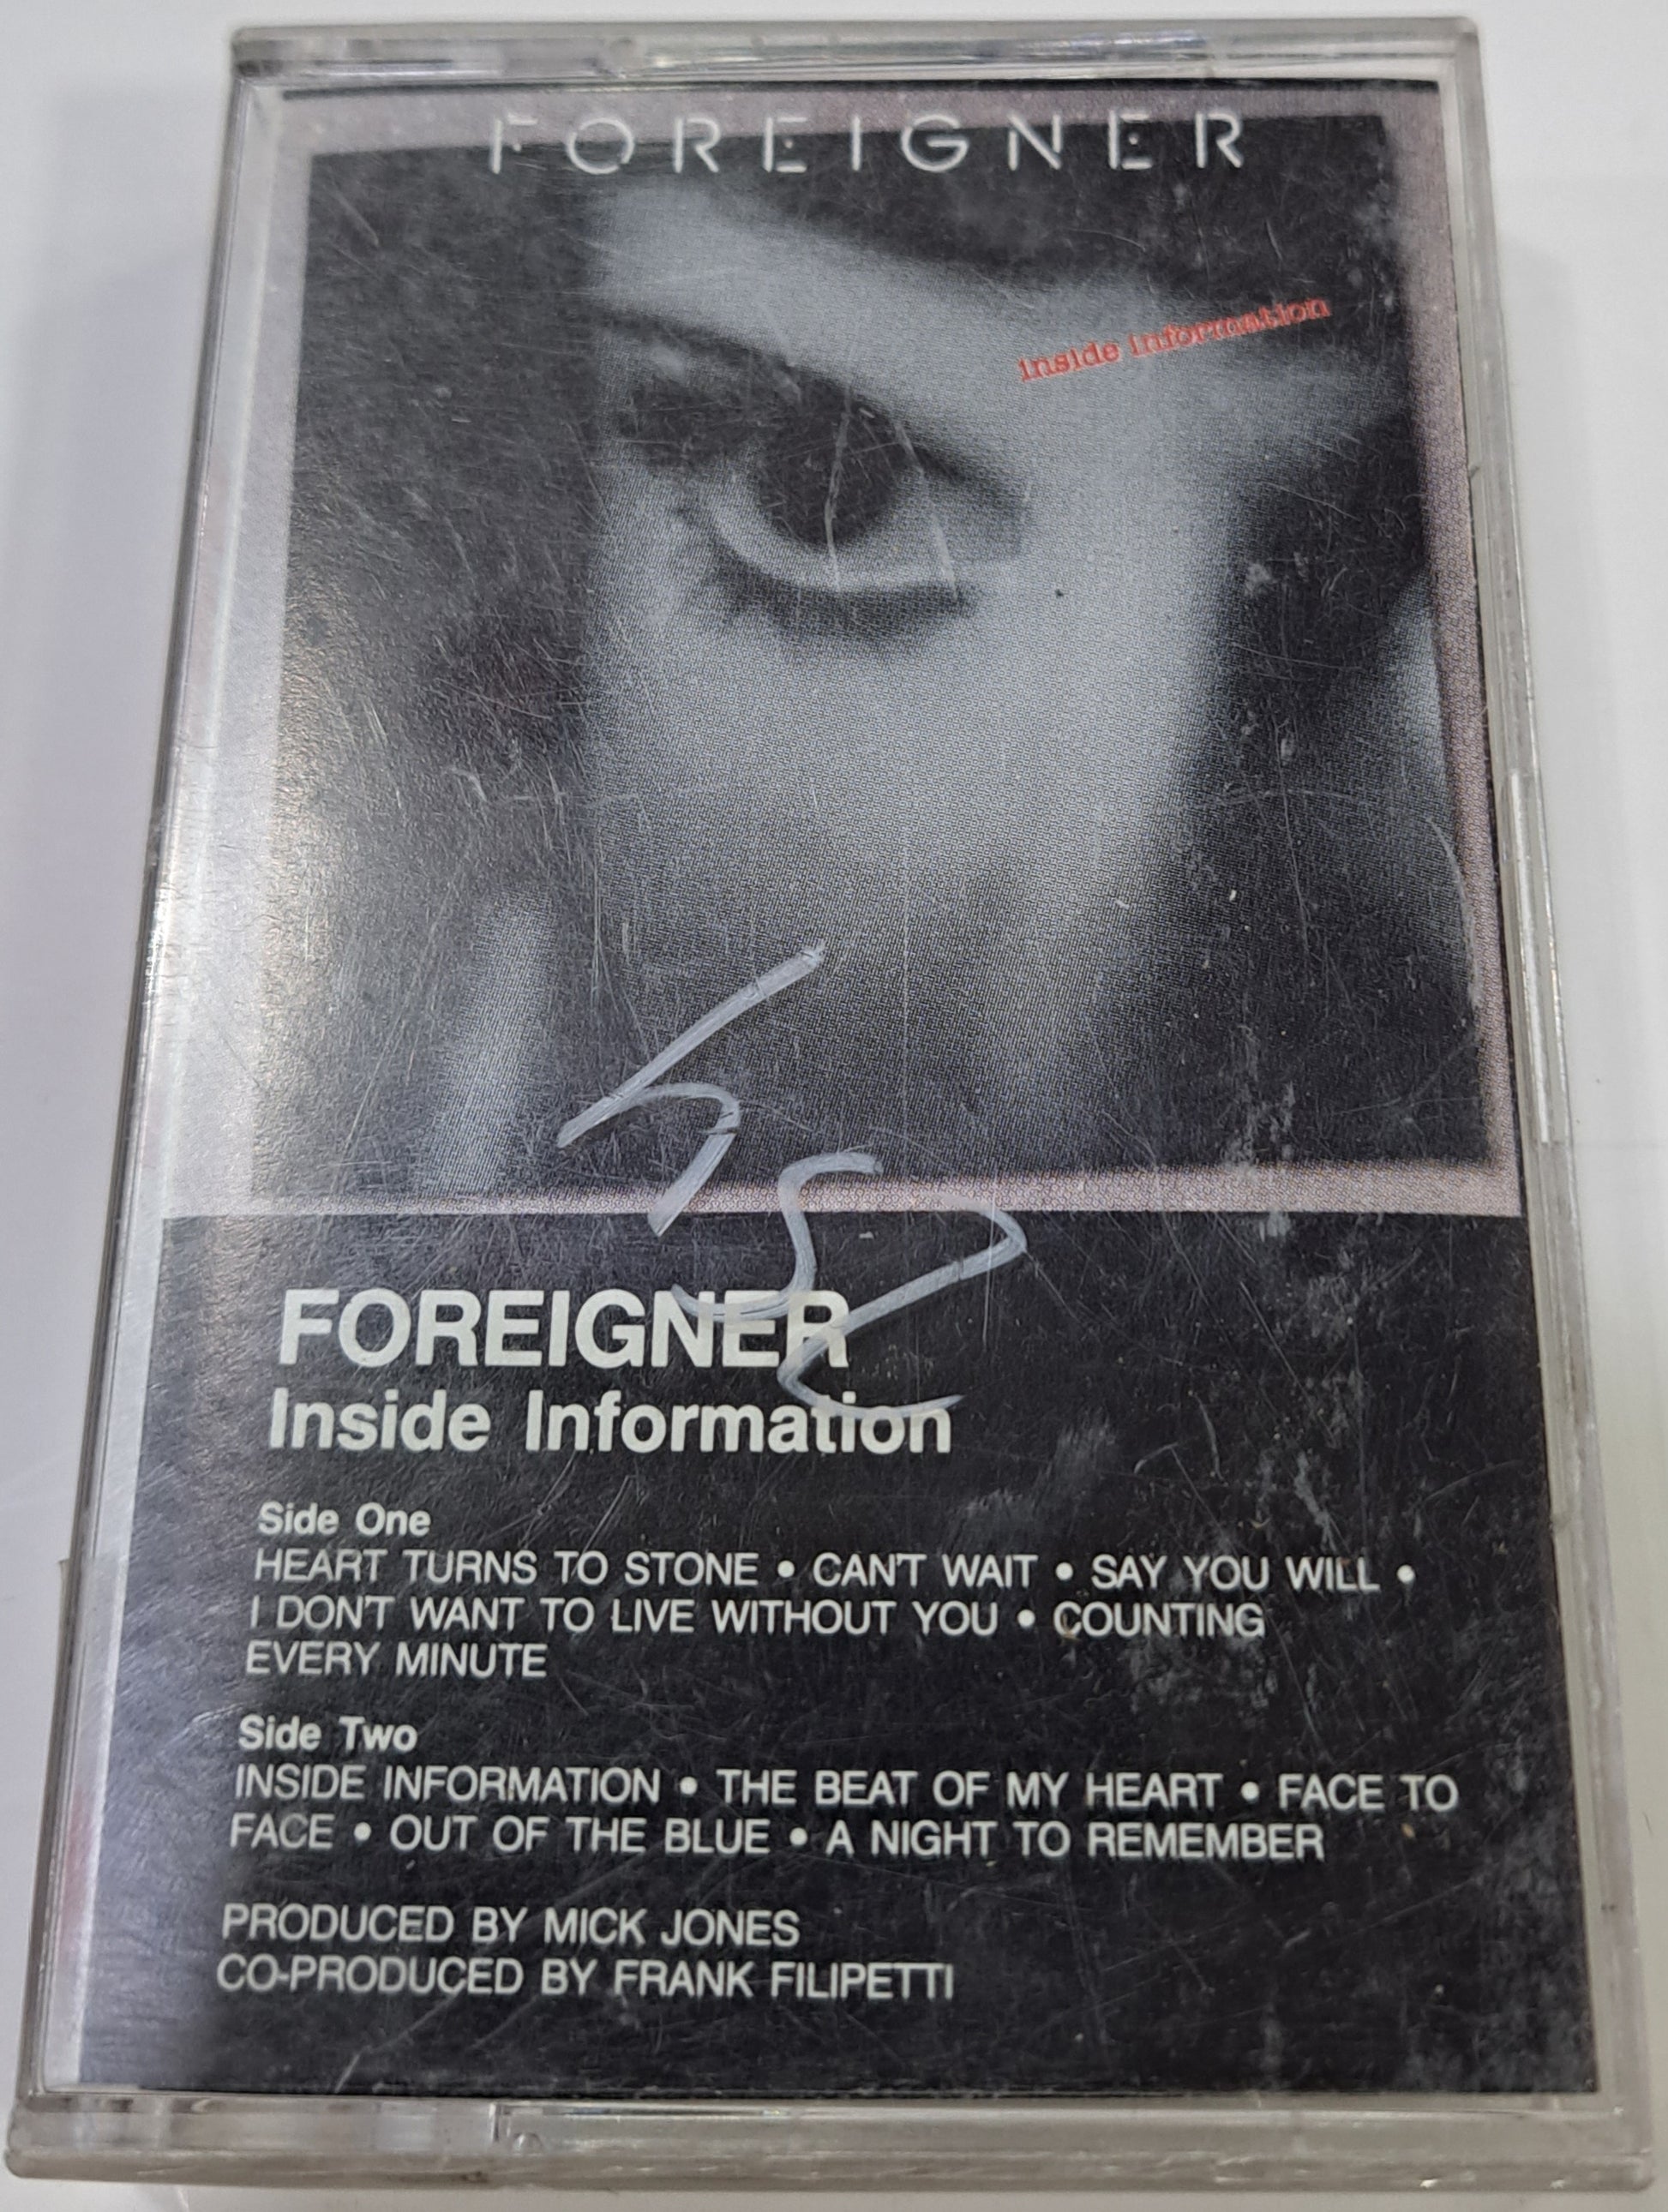 FOREIGNER
inside information
FOREIGNER
Inside Information
Side One
HEART TURNS TO STONE • CAN'T WAIT • SAY YOU WILL •
I DON'T WANT TO LIVE WITHOUT YOU • COUNTING
EVERY MINUTE
Side Two
INSIDE INFORMATION • THE BEAT OF MY HEART • FACE TO
FACE • OUT OF THE BLUE • A NIGHT TO REMEMBER
PRODUCED BY MICK JONES
CO-PRODUCED BY FRANK FILIPETTI